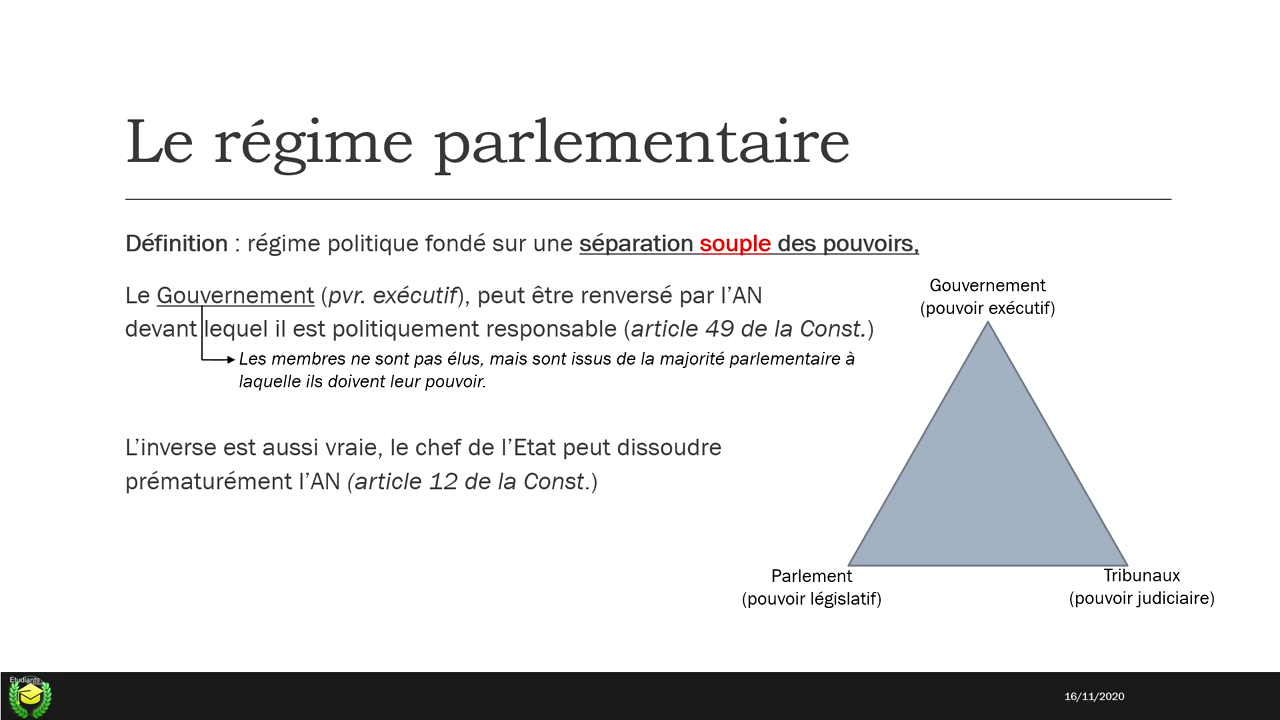 Le régime parlementaire
Définition : régime politique fondé sur une séparation souple des pouvoirs,
Le Gouvernement (pvr. exécutif), peut être renversé par l’AN
devant lequel il est politiquement responsable (article 49 de la Const.)
Les membres ne sont pas élus, mais sont issus de la majorité parlementaire à
laquelle ils doivent leur pouvoir.
L’inverse est aussi vraie, le chef de l’Etat peut dissoudre
prématurément l’AN (article 12 de la Const.)
Gouvernement
(pouvoir exécutif)
Parlement
(pouvoir législatif)
Tribunaux
(pouvoir judiciaire)
Etudiants
16/11/2020